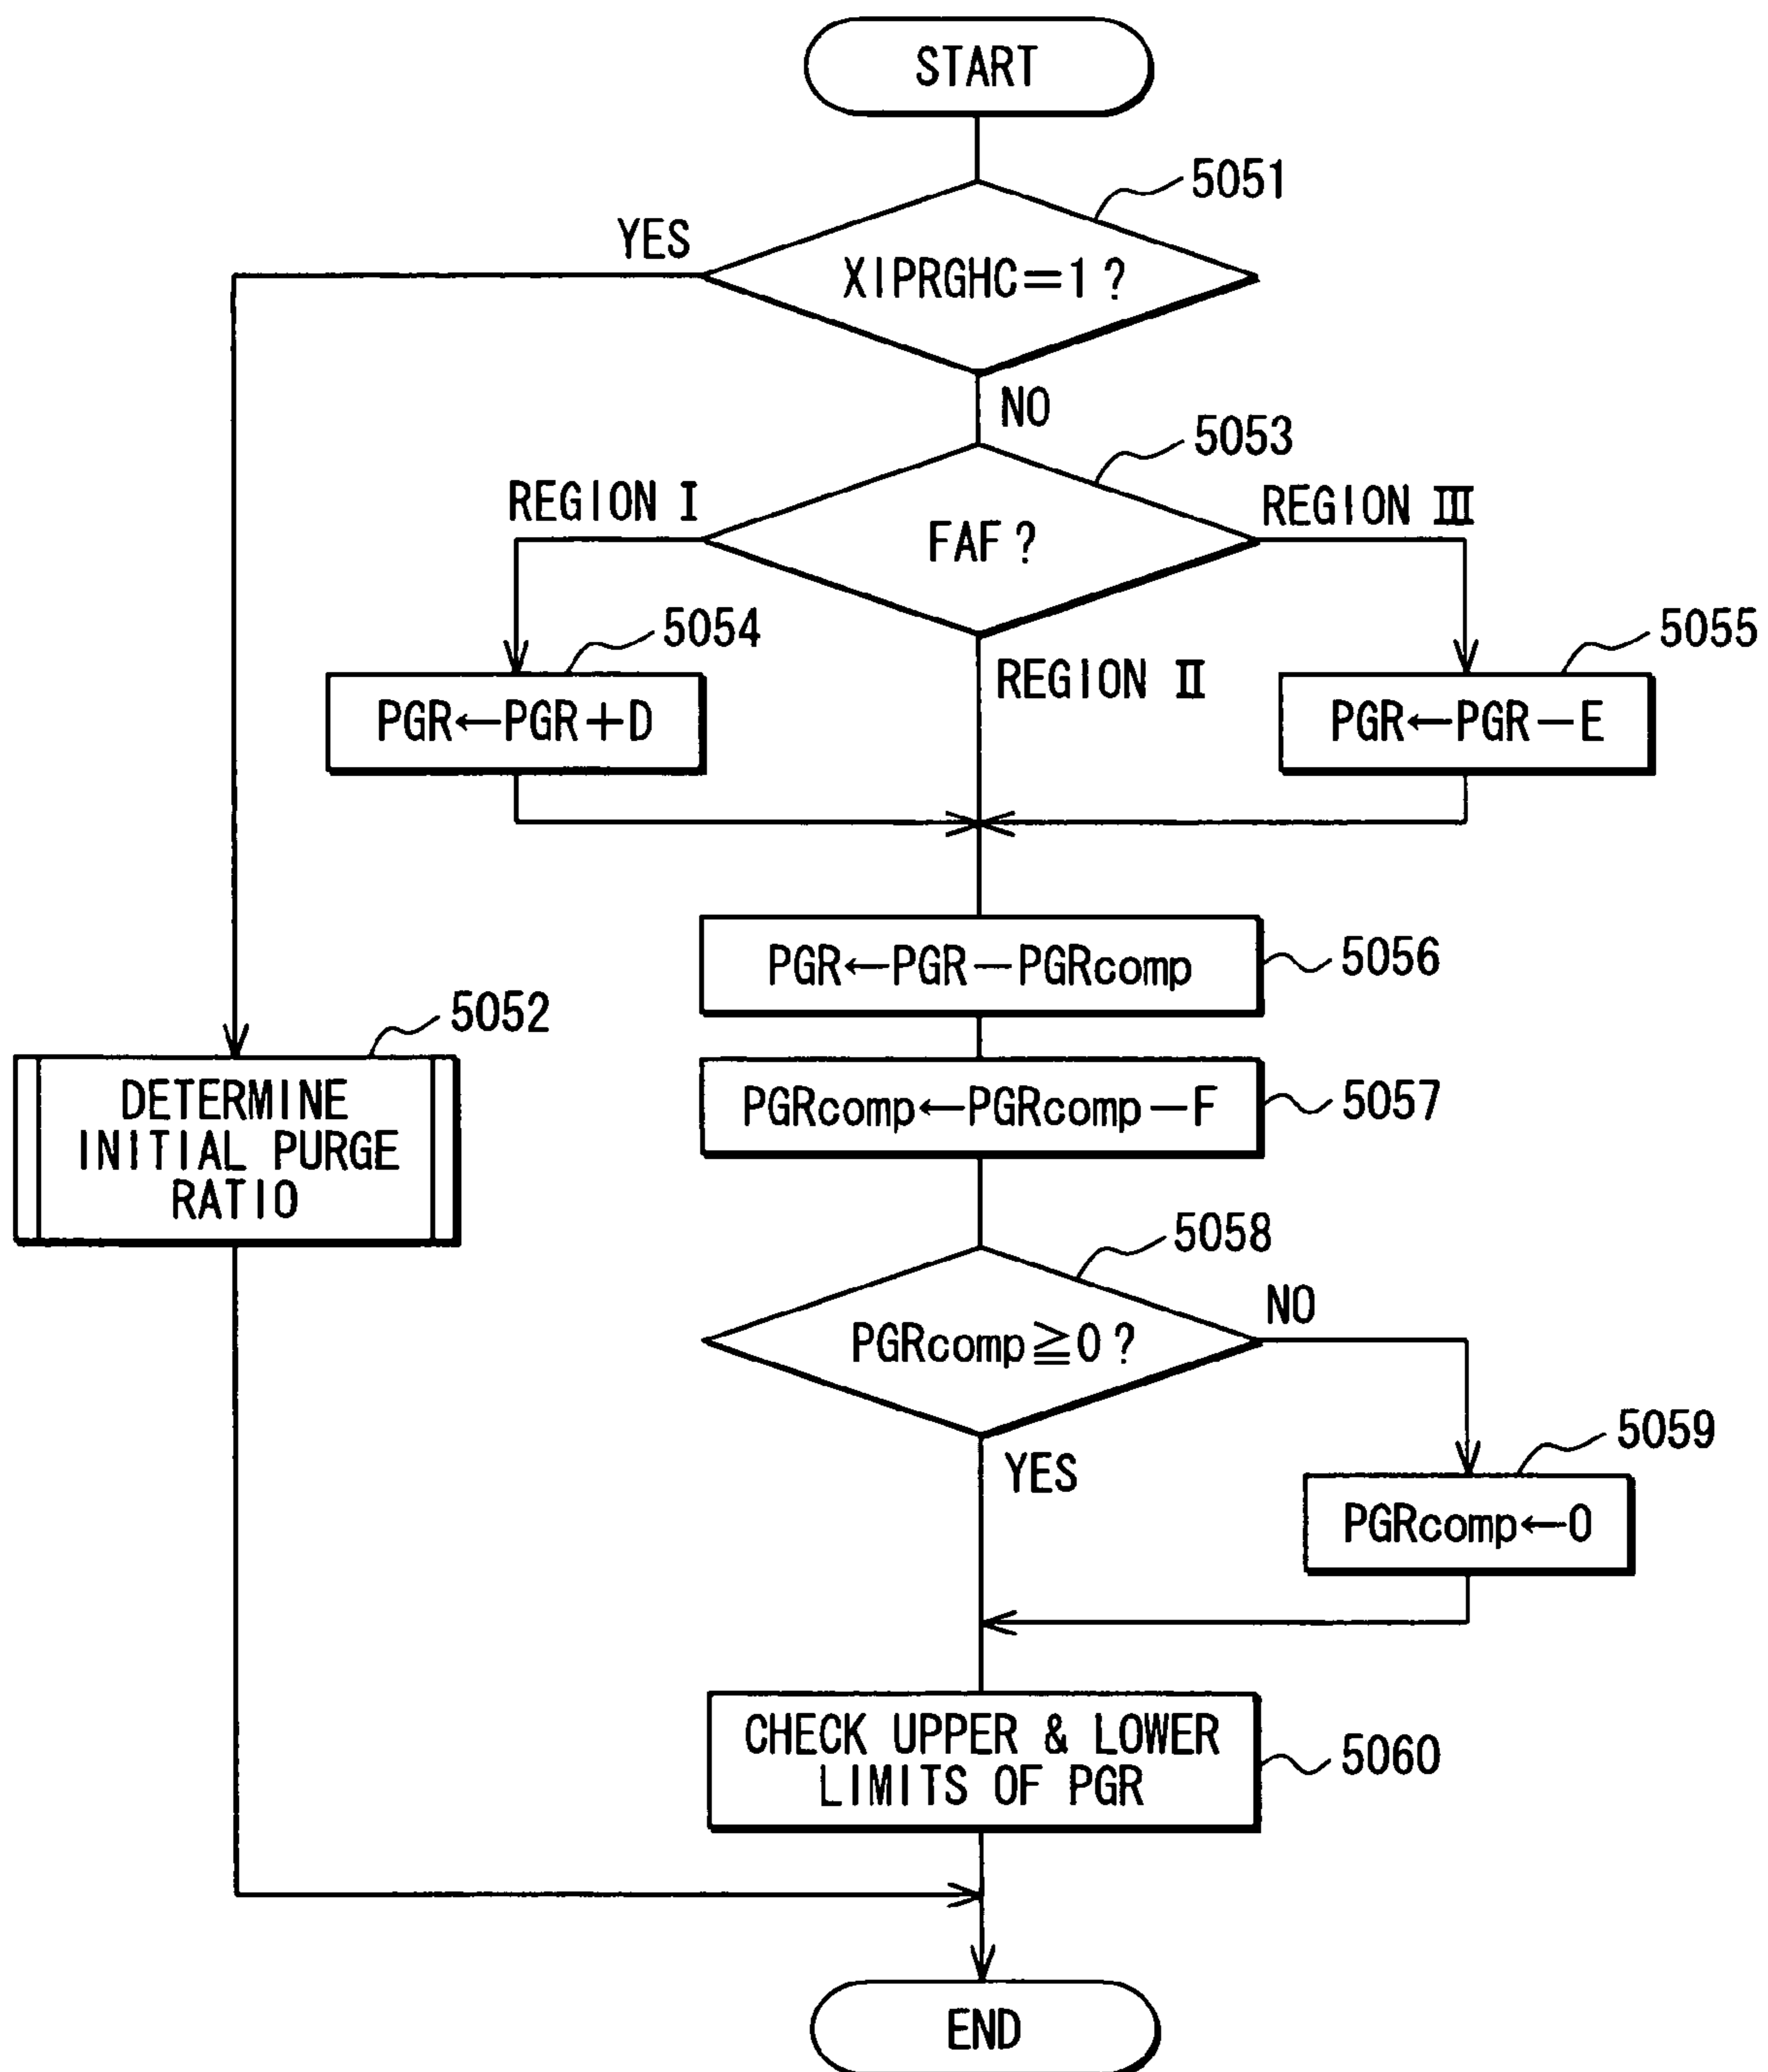 START
5051
YES
XIPRGHC=1?
NO
5053
REGION I
REGION III
FAF?
5054
5055
REGION II
PGR←PGR+D
PGR←PGR−E
PGR←PGR−PGRcomp
5056
5052
PGRcomp←PGRcomp−F
5057
DETERMINE
INITIAL PURGE
RATIO
5058
NO
PGRcomp≧0?
5059
YES
PGRcomp←0
CHECK UPPER & LOWER
LIMITS OF PGR
5060
END